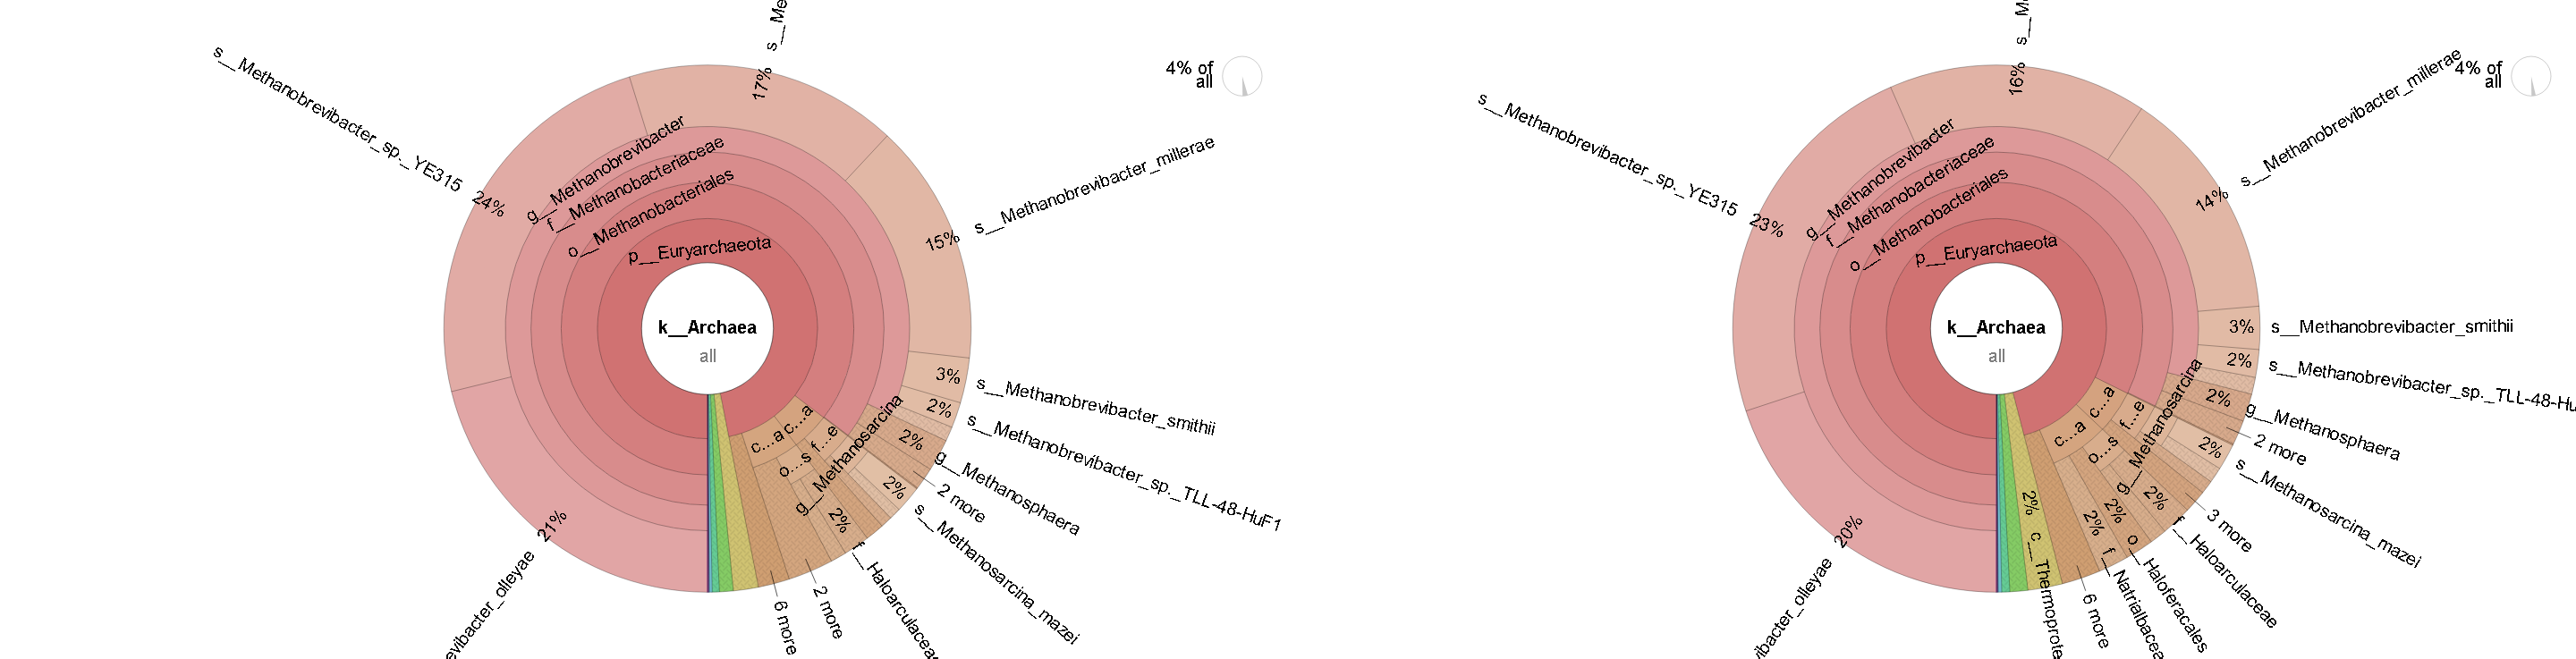 s__Me
17%
s__Methanobrevibacter_sp._YE315
24%
4% of
all
g__Methanobrevibacter
f__Methanobacteriaceae
o__Methanobacteriales
p__Euryarchaeota
k__Archaea
all
s__Methanobrevibacter_millerae
15%
3%
s__Methanobrevibacter_smithii
2%
s__Methanobrevibacter_sp._TLL-48-HuF1
2%
g__Methanosphaera
2 more
2%
s__Methanosarcina_mazei
g__Methanosarcina
c...a
c...a
o...s
f...e
2%
f__Haloarculaceae
2 more
6 more
21%
evibacter_olleyae
s__M
16%
s__Methanobrevibacter_sp._YE315
23%
4% of
all
g__Methanobrevibacter
f__Methanobacteriaceae
o__Methanobacteriales
p__Euryarchaeota
k__Archaea
all
s__Methanobrevibacter_millerae
14%
3%
s__Methanobrevibacter_smithii
2%
s__Methanobrevibacter_sp._TLL-48-Hu
2%
g__Methanosphaera
2 more
2%
s__Methanosarcina_mazei
g__Methanosarcina
c...a
c...a
o...s
f...e
3 more
2%
f__Haloarculaceae
2%
o__Haloferacales
2%
f__Natrialbacea
6 more
2%
c__Thermoprote
20%
vibacter_olleyae